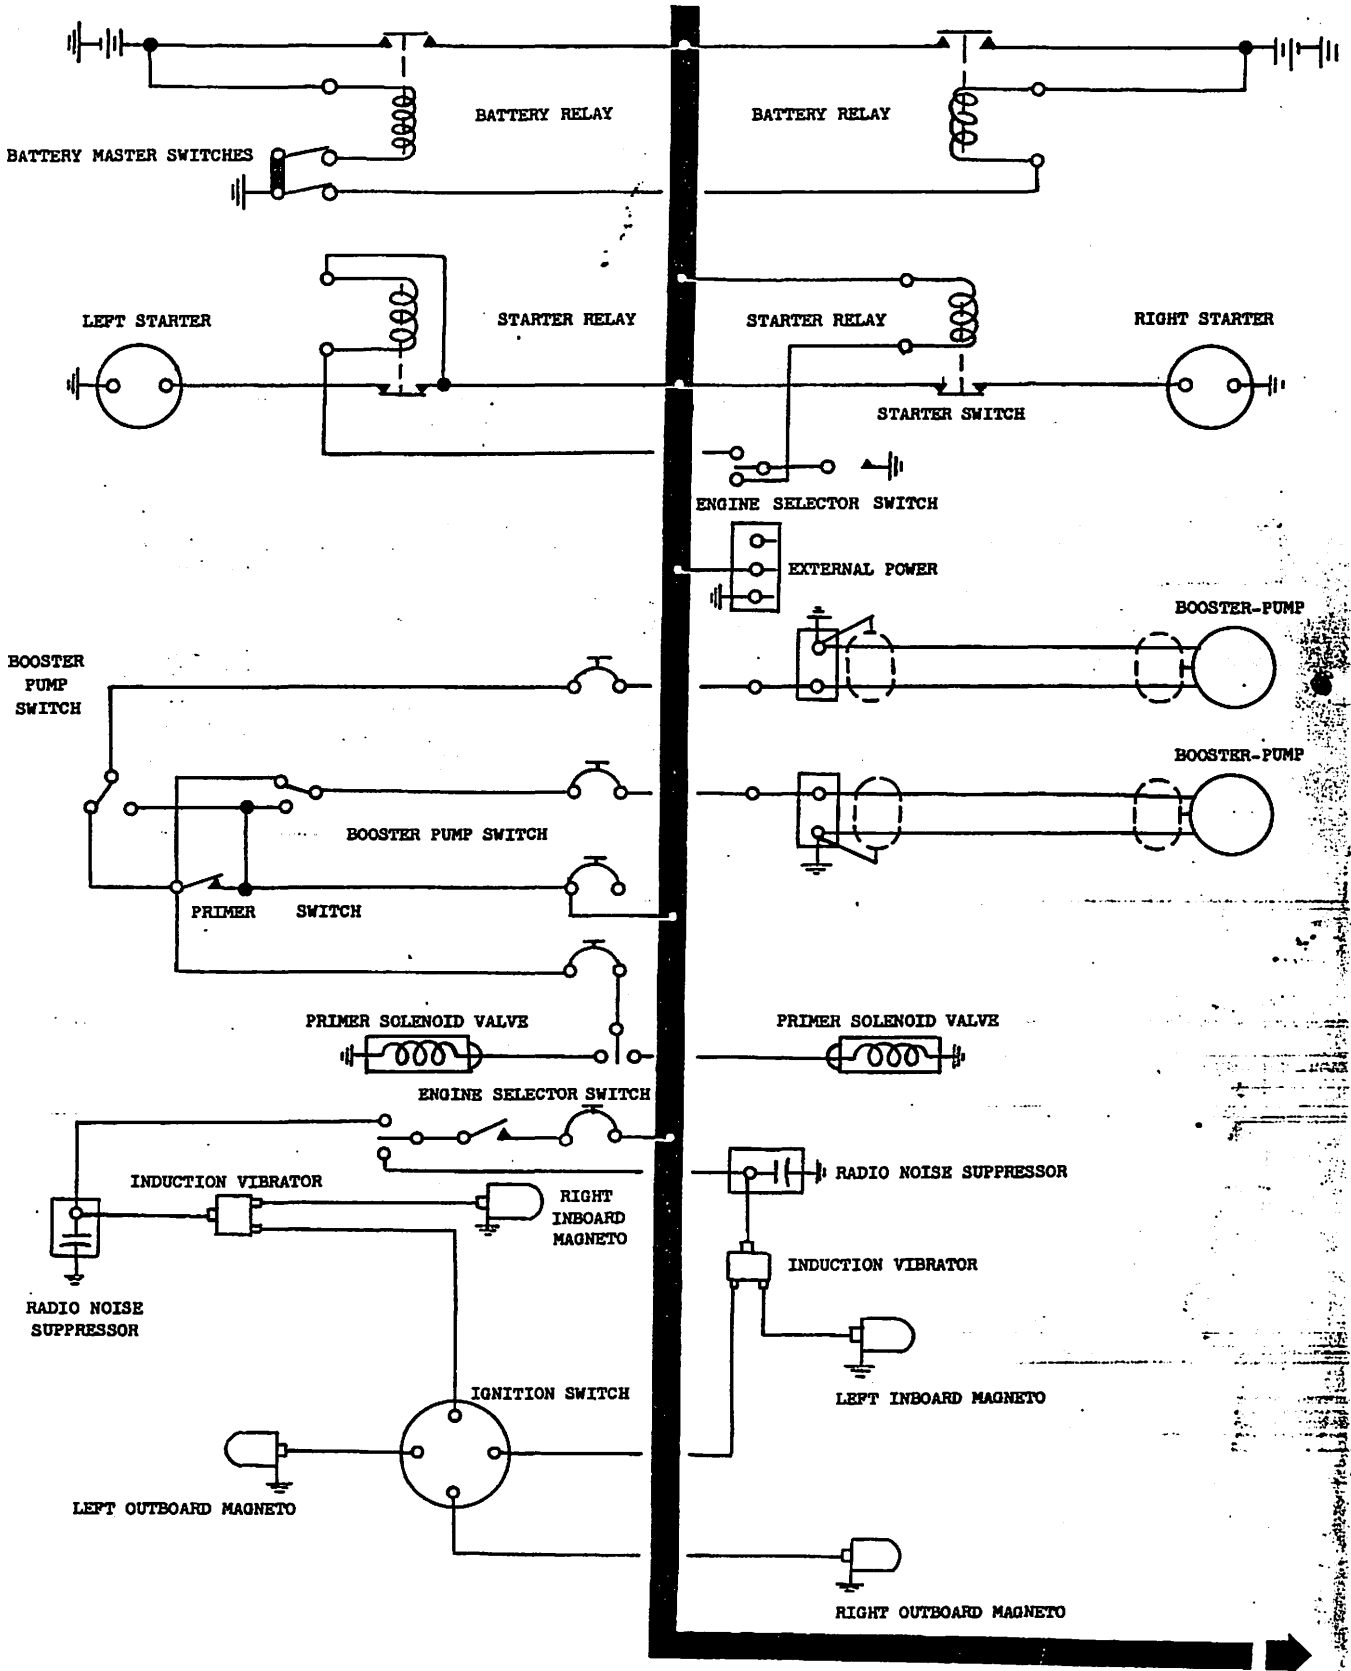 BATTERY RELAY
BATTERY RELAY
BATTERY MASTER SWITCHES
LEFT STARTER
STARTER RELAY
STARTER RELAY
RIGHT STARTER
STARTER SWITCH
ENGINE SELECTOR SWITCH
EXTERNAL POWER
BOOSTER-PUMP
BOOSTER
PUMP
SWITCH
BOOSTER-PUMP
BOOSTER PUMP SWITCH
PRIMER SWITCH
PRIMER SOLENOID VALVE
PRIMER SOLENOID VALVE
ENGINE SELECTOR SWITCH
RADIO NOISE SUPPRESSOR
INDUCTION VIBRATOR
RIGHT
INBOARD
MAGNETO
INDUCTION VIBRATOR
RADIO NOISE
SUPPRESSOR
LEFT INBOARD MAGNETO
IGNITION SWITCH
LEFT OUTBOARD MAGNETO
RIGHT OUTBOARD MAGNETO